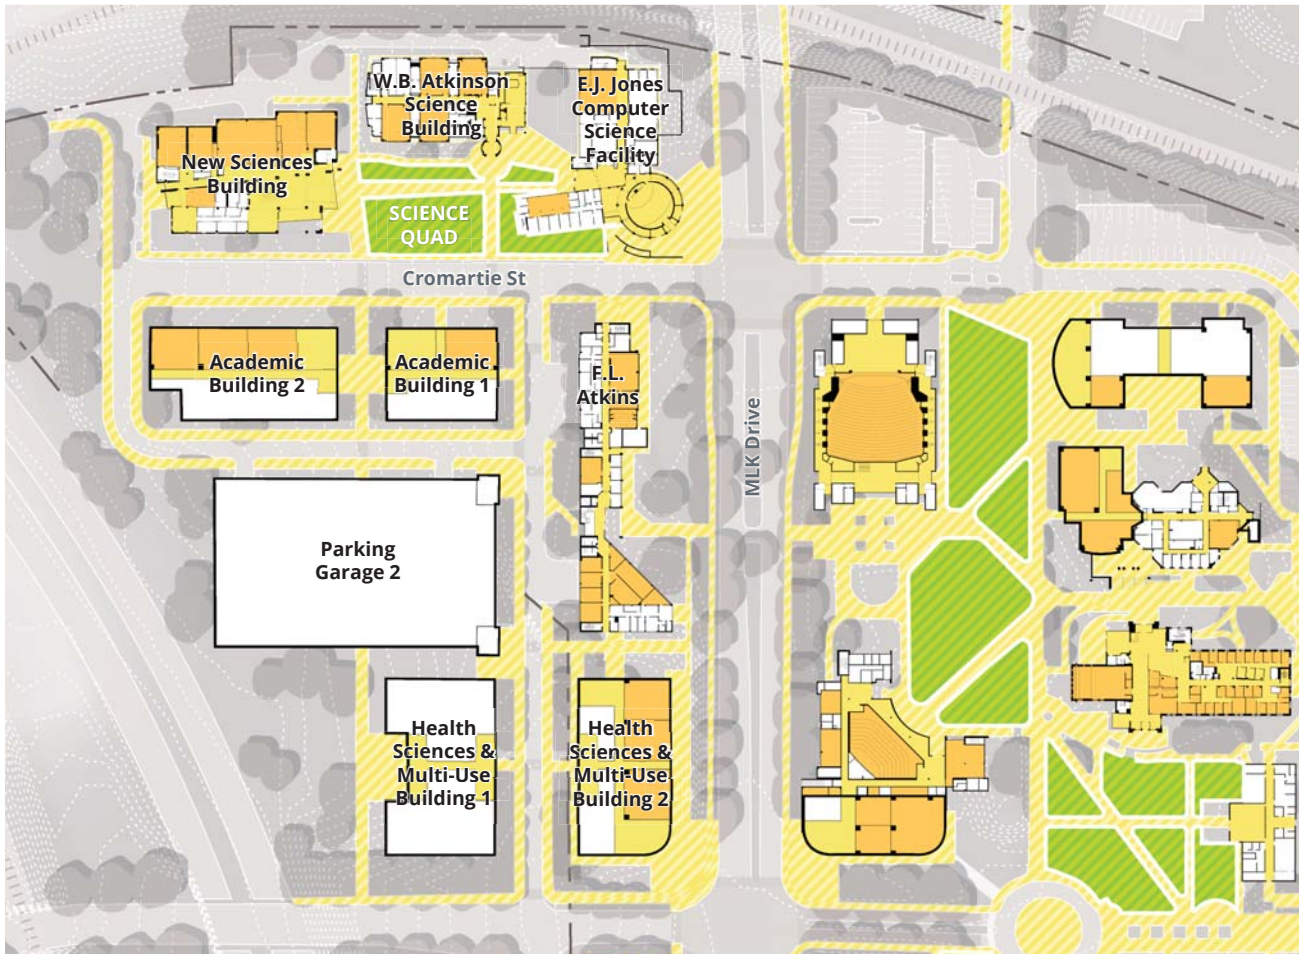 W.B. Atkinson
Science
Building
E.J. Jones
Computer
Science
Facility
New Sciences
Building
SCIENCE
QUAD
Cromartie St
Academic
Building 2
Academic
Building 1
F.L.
Atkins
MLK Drive
Parking
Garage 2
Health
Sciences &
Multi-Use
Building 1
Health
Sciences &
Multi-Use
Building 2